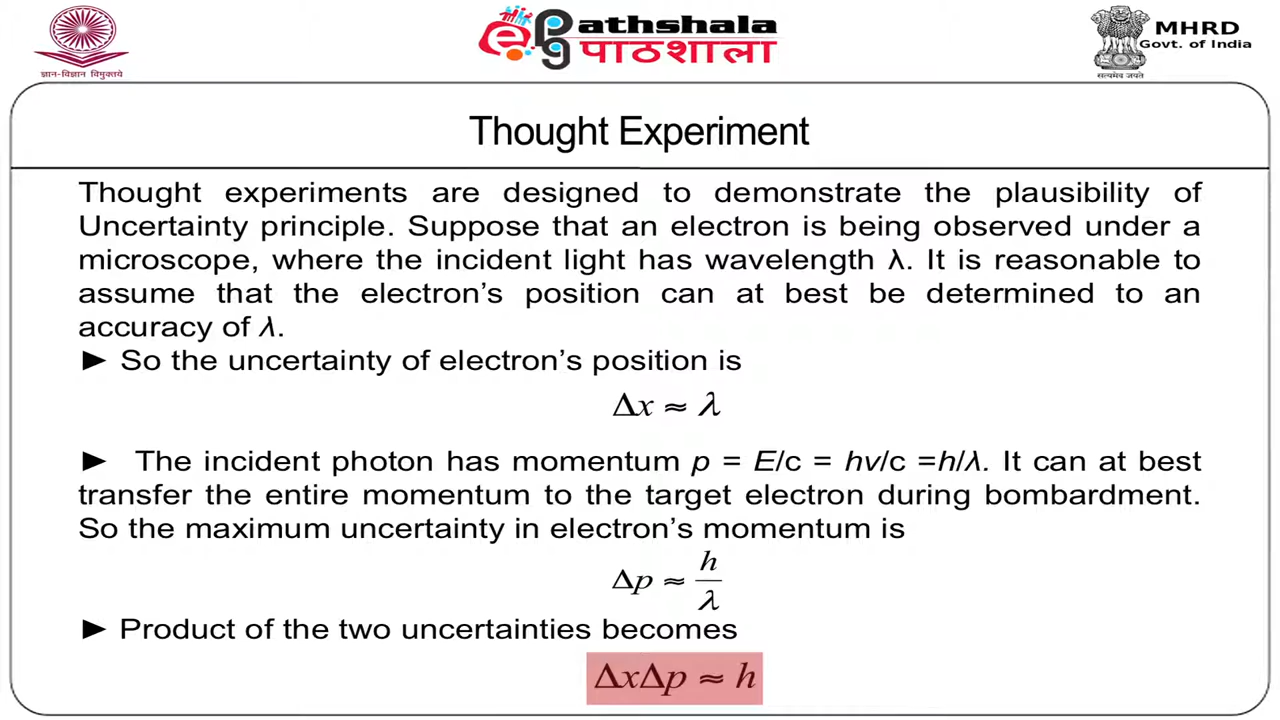 ज्ञान-विज्ञान विमुक्तये
epg Pathshala
पाठशाला
MHRD
Govt. of India
सत्यमेव जयते
Thought Experiment
Thought experiments are designed to demonstrate the plausibility of
Uncertainty principle. Suppose that an electron is being observed under a
microscope, where the incident light has wavelength λ. It is reasonable to
assume that the electron's position can at best be determined to an
accuracy of λ.
► So the uncertainty of electron's position is
Δx ≈ λ
► The incident photon has momentum p = E/c = hν/c =h/λ. It can at best
transfer the entire momentum to the target electron during bombardment.
So the maximum uncertainty in electron's momentum is
Δp ≈ h/λ
► Product of the two uncertainties becomes
ΔxΔp ≈ h